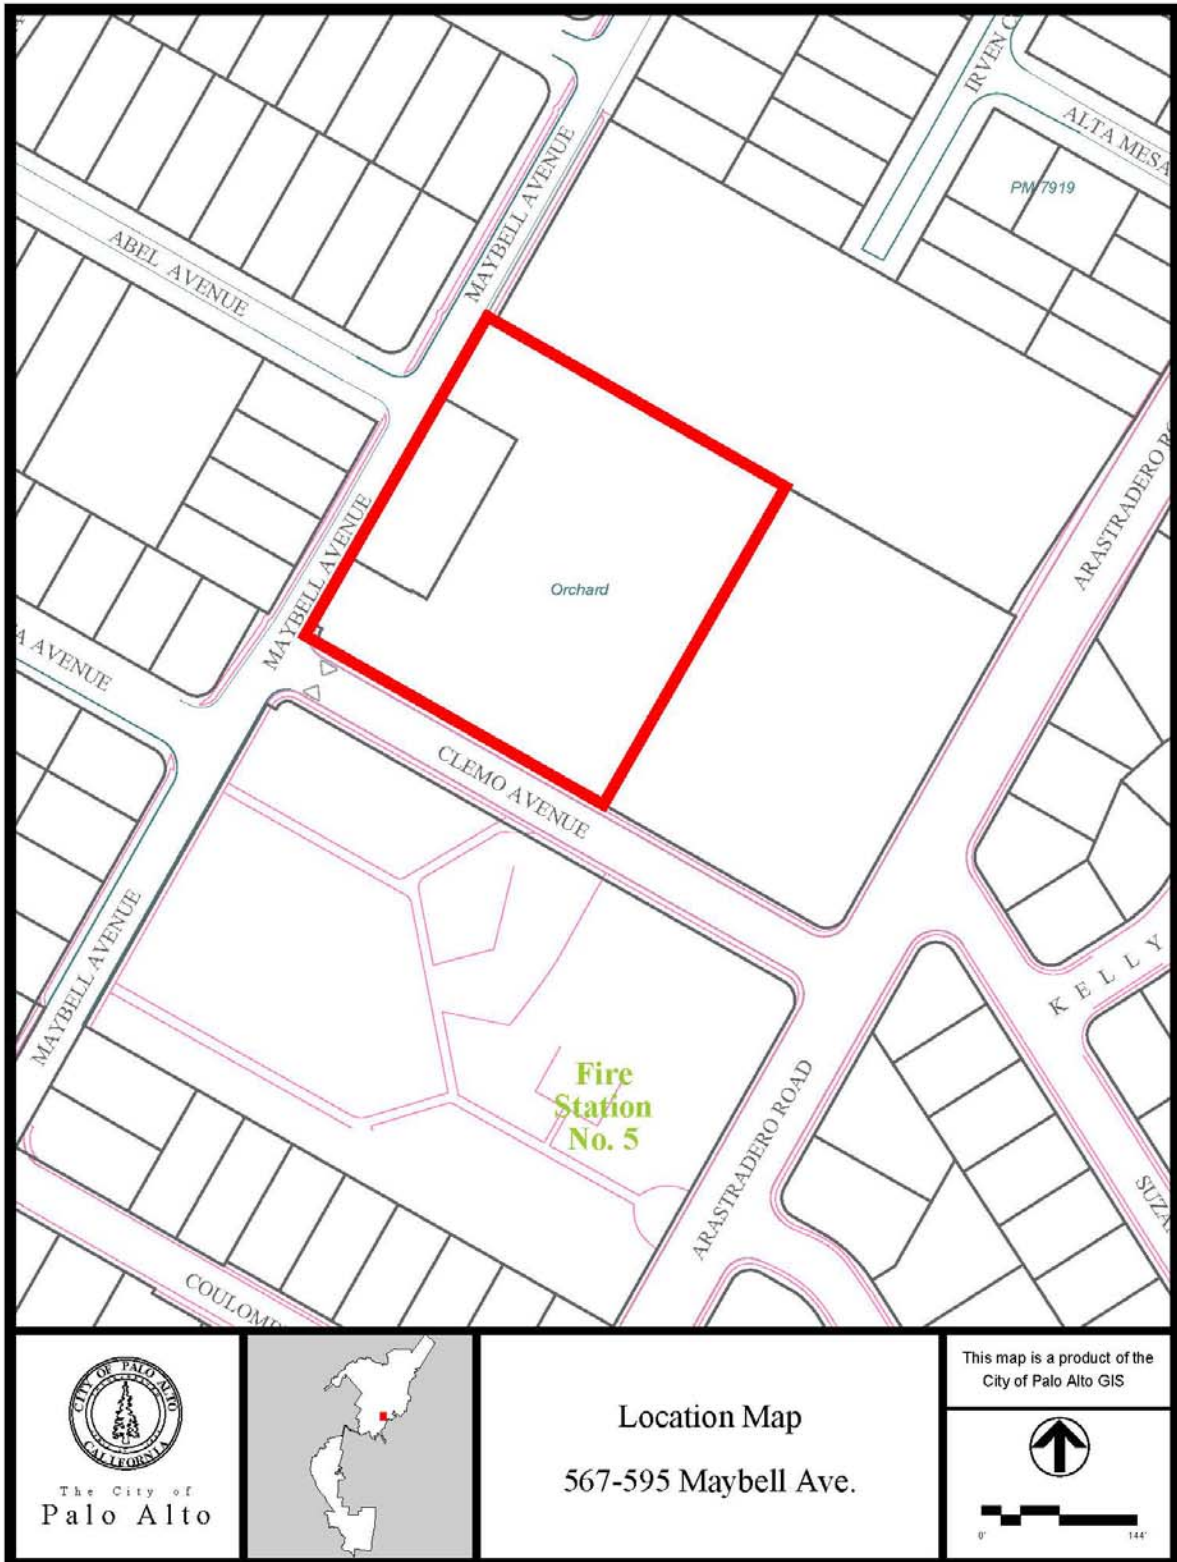 IRVEN C
ALTA MESA
PM 7919
MAYBELL AVENUE
ABEL AVENUE
ARASTRADERO RO
MAYBELL AVENUE
Orchard
A AVENUE
CLEMO AVENUE
MAYBELL AVENUE
KELLY
Fire
Station
No. 5
ARASTRADERO ROAD
SUZA
COULOMB
CITY OF PALO ALTO
CALIFORNIA
The City of
Palo Alto
Location Map
567-595 Maybell Ave.
This map is a product of the
City of Palo Alto GIS
0'
144'